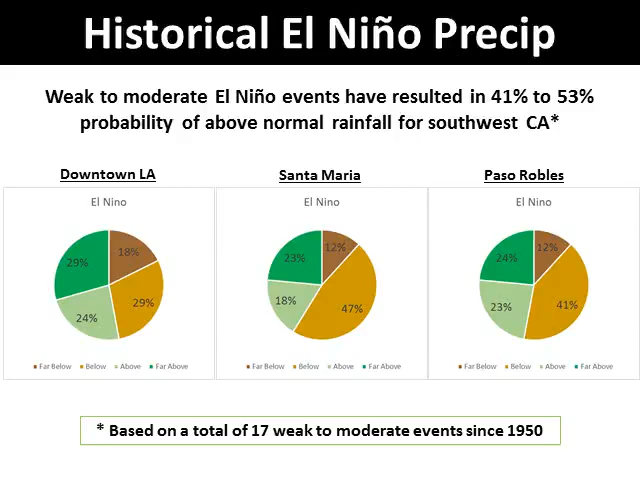 Historical El Niño Precip
Weak to moderate El Niño events have resulted in 41% to 53%
probability of above normal rainfall for southwest CA*
Downtown LA
El Nino
18%
29%
24%
29%
Far Below Below Above Far Above
Santa Maria
El Nino
12%
47%
18%
23%
Far Below Below Above Far Above
Paso Robles
El Nino
12%
41%
23%
24%
Far Below Below Above Far Above
* Based on a total of 17 weak to moderate events since 1950